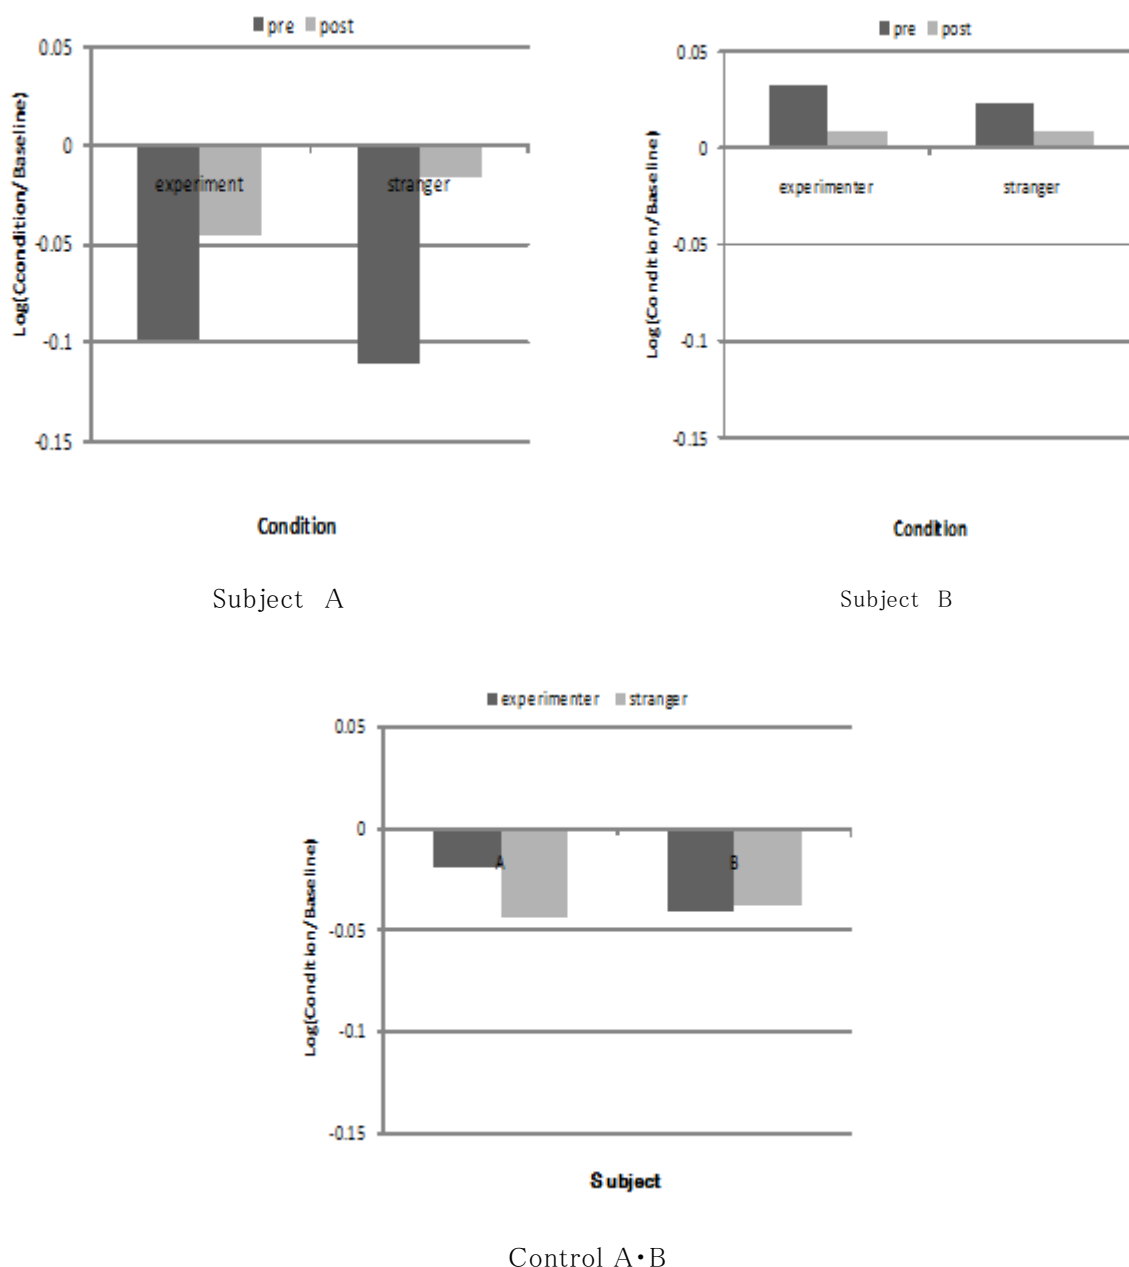 pre post
0.05
0
-0.05
-0.1
-0.15
Log(Ccondition/Baseline)
experiment stranger
Condition
Subject A
pre post
0.05
0
-0.05
-0.1
-0.15
Log(Condition/Baseline)
experimenter stranger
Condition
Subject B
experimenter stranger
0.05
0
-0.05
-0.1
-0.15
Log(Condition/Baseline)
A B
Subject
Control A•B